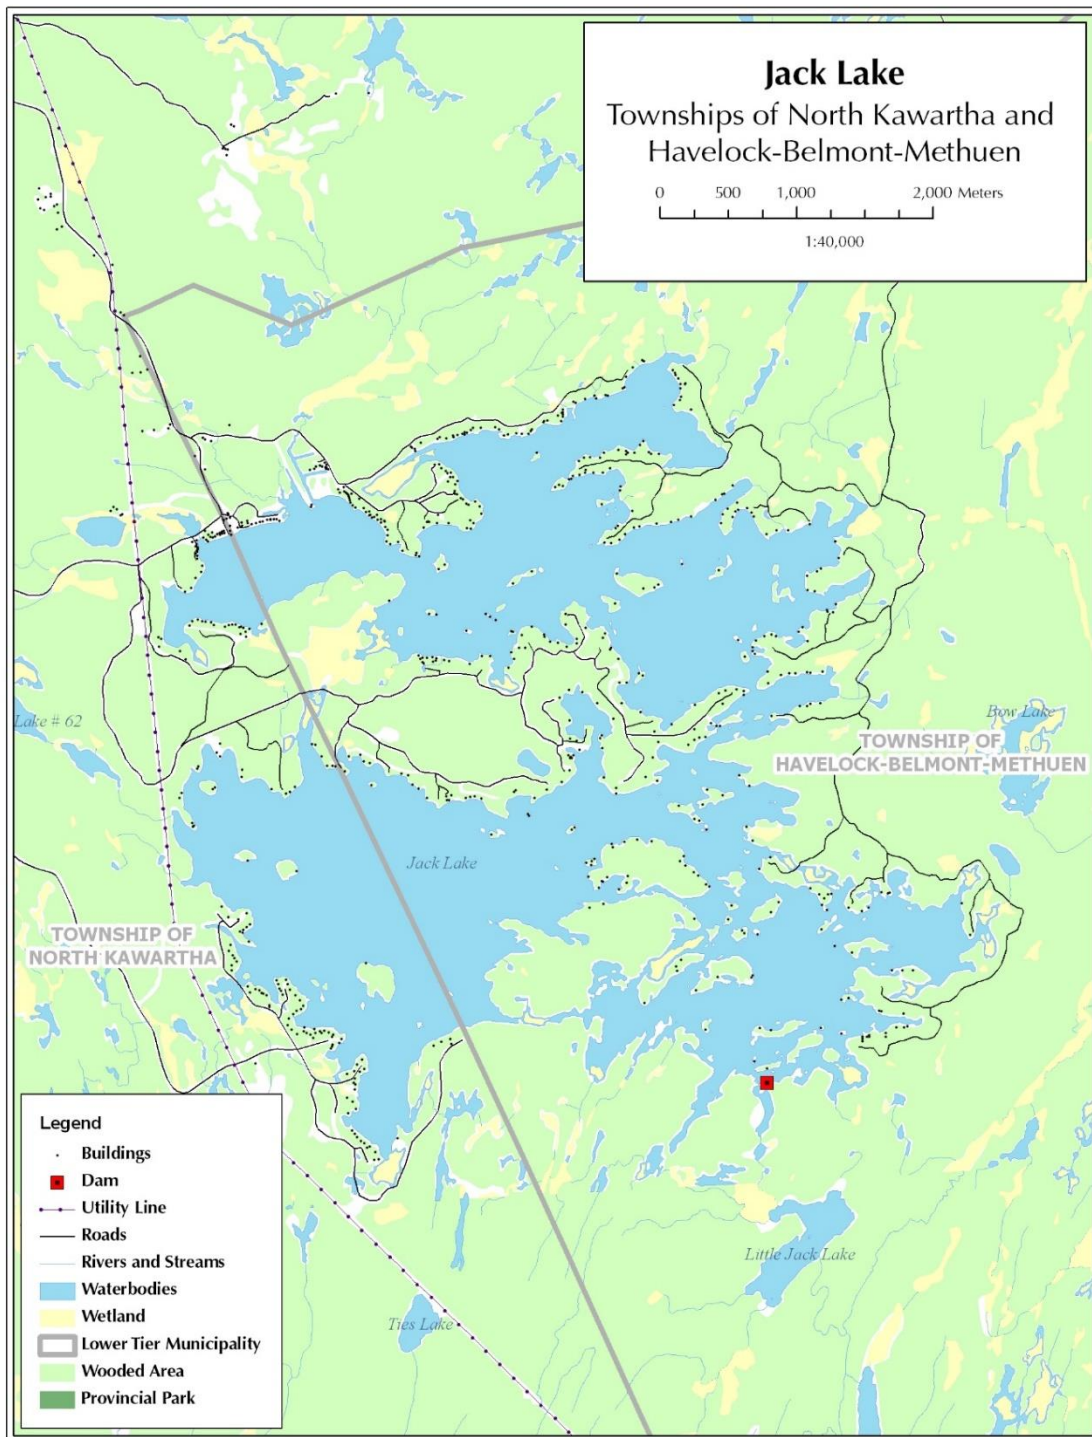 Jack Lake
Townships of North Kawartha and
Havelock-Belmont-Methuen
0 500 1,000 2,000 Meters
1:40,000
Lake # 62
Bow Lake
TOWNSHIP OF
HAVELOCK-BELMONT-METHUEN
Jack Lake
TOWNSHIP OF
NORTH KAWARTHA
Little Jack Lake
Ties Lake
Legend
Buildings
Dam
Utility Line
Roads
Rivers and Streams
Waterbodies
Wetland
Lower Tier Municipality
Wooded Area
Provincial Park